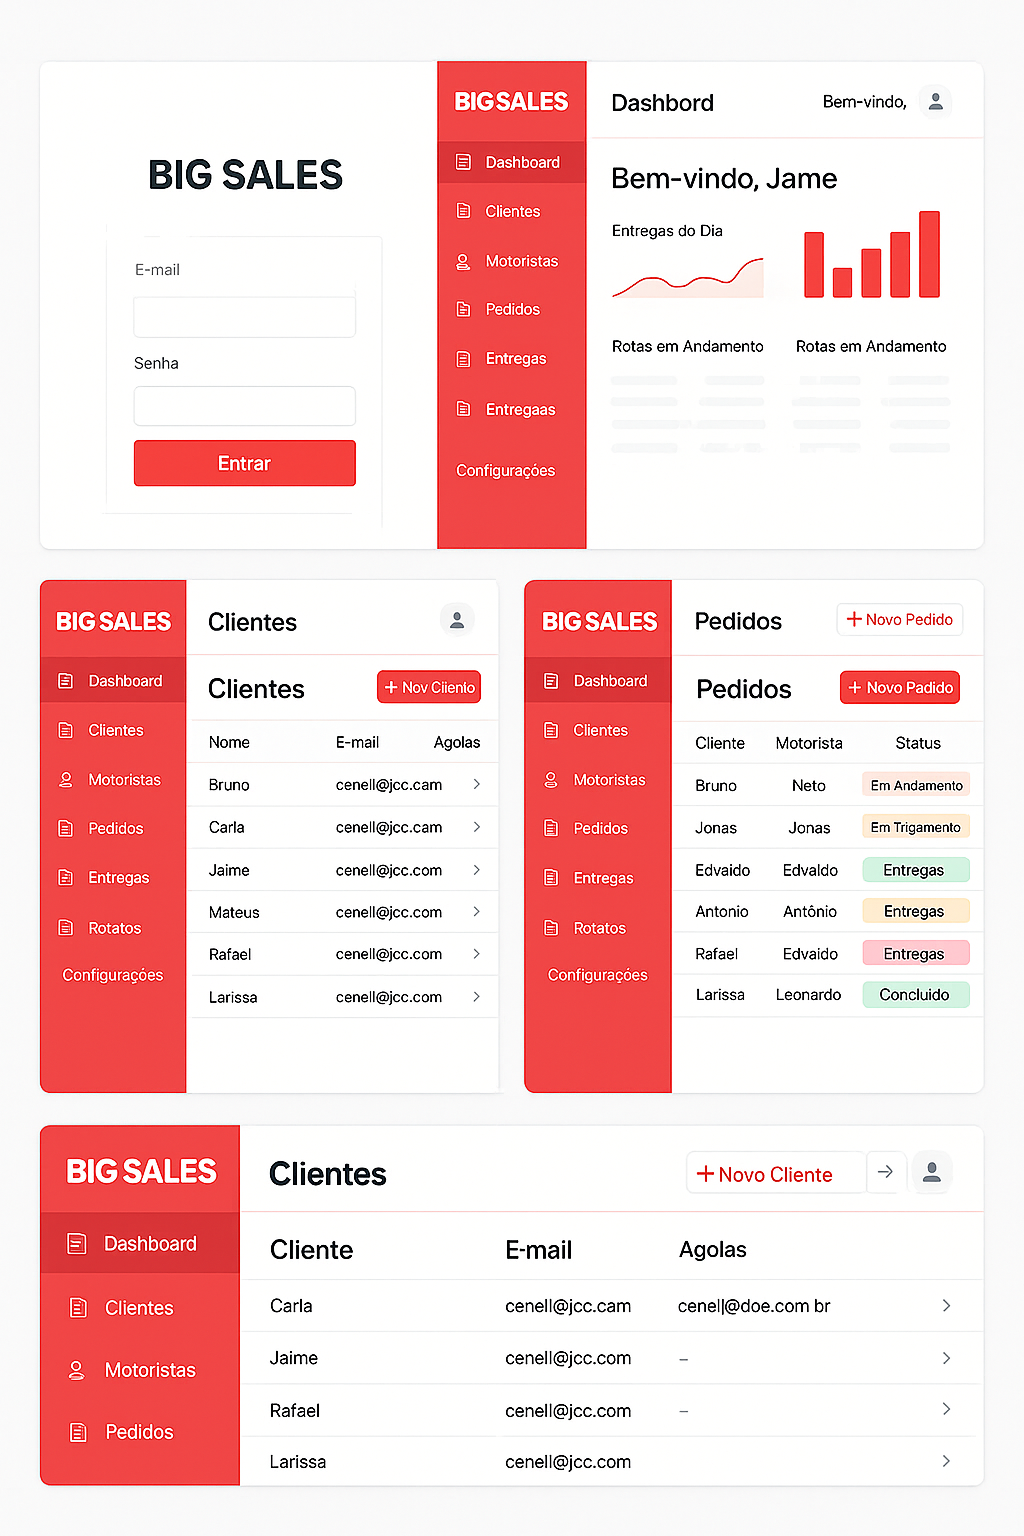 BIG SALES
E-mail
Senha
Entrar
BIG SALES
Dashboard
Clientes
Motoristas
Pedidos
Entregas
Entregaas
Configurações
Dashbord
Bem-vindo,
Bem-vindo, Jame
Entregas do Dia
Rotas em Andamento Rotas em Andamento
BIG SALES
Dashboard
Clientes
Motoristas
Pedidos
Entregas
Rotatos
Configurações
Clientes
Clientes + Nov Ciienlo
Nome E-mail Agolas
Bruno cenell@jcc.cam
Carla cenell@jcc.cam
Jaime cenell@jcc.com
Mateus cenell@jcc.com
Rafael cenell@jcc.com
Larissa cenell@jcc.com
BIG SALES
Dashboard
Clientes
Motoristas
Pedidos
Entregas
Rotatos
Configurações
Pedidos + Novo Pedido
Pedidos + Novo Padido
Cliente Motorista Status
Bruno Neto Em Andamento
Jonas Jonas Em Trigamento
Edvaido Edvaldo Entregas
Antonio Antônio Entregas
Rafael Edvaido Entregas
Larissa Leonardo Concluido
BIG SALES
Dashboard
Clientes
Motoristas
Pedidos
Clientes + Novo Cliente →
Cliente E-mail Agolas
Carla cenell@jcc.cam cenel|@doe.com br
Jaime cenell@jcc.com –
Rafael cenell@jcc.com –
Larissa cenell@jcc.com